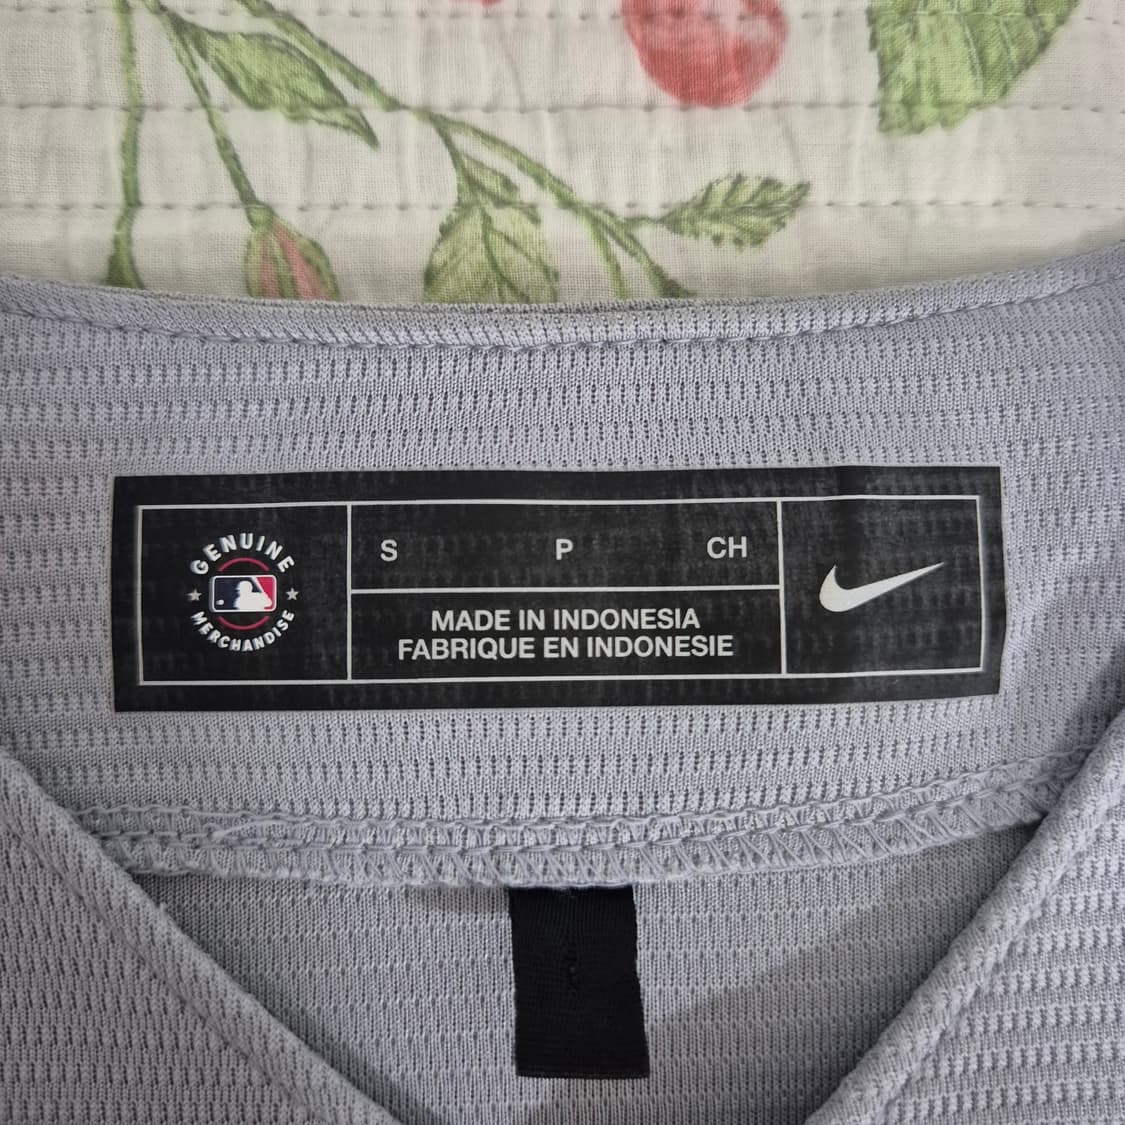 GENUINE
MERCHANDISE
S P CH
MADE IN INDONESIA
FABRIQUE EN INDONESIE